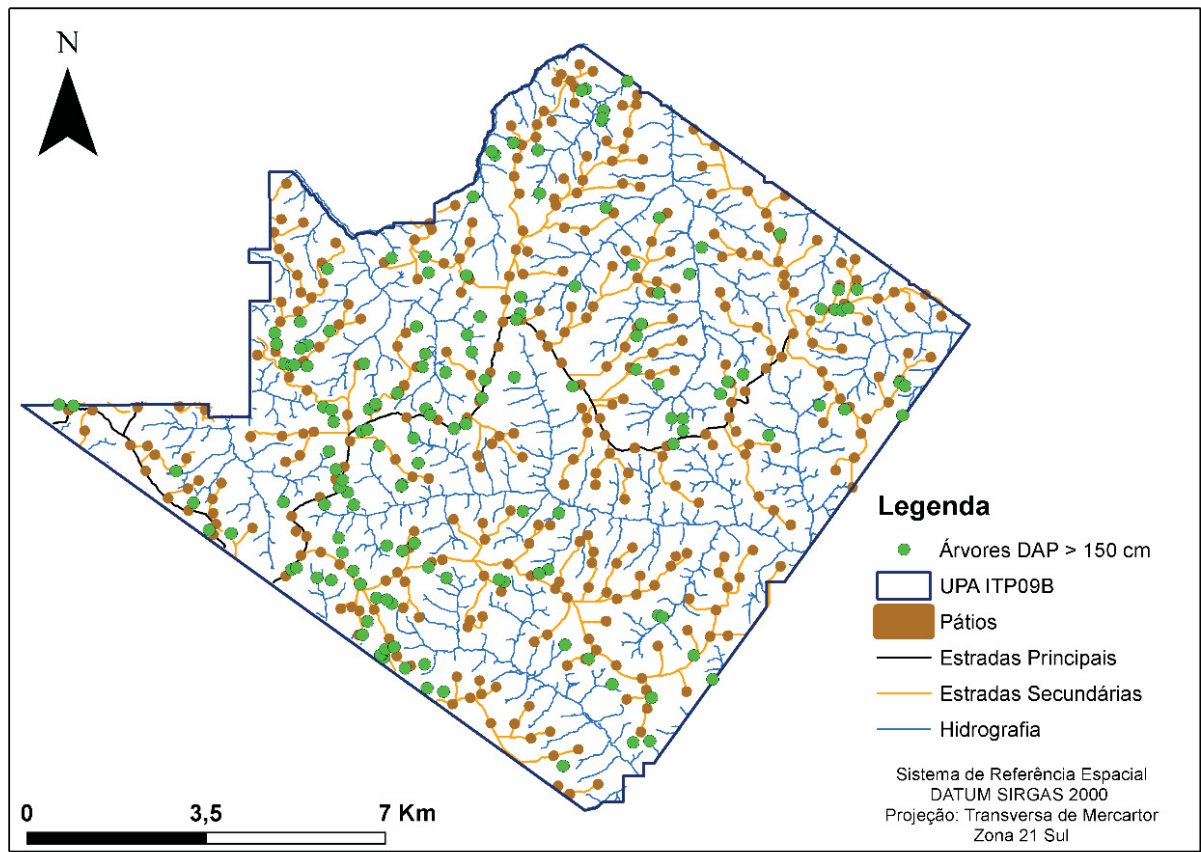 N
Legenda
Árvores DAP > 150 cm
UPA ITP09B
Pátios
Estradas Principais
Estradas Secundárias
Hidrografia
Sistema de Referência Espacial
DATUM SIRGAS 2000
Projeção: Transversa de Mercartor
Zona 21 Sul
0 3,5 7 Km